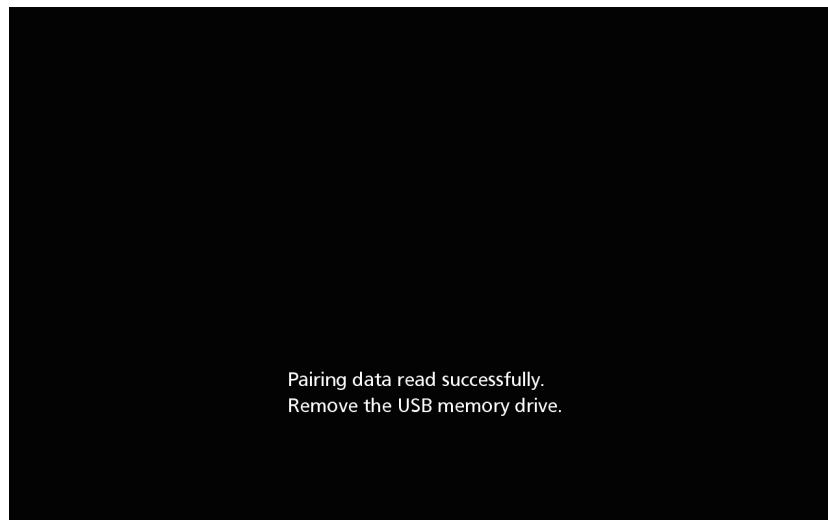 Pairing data read successfully.
Remove the USB memory drive.